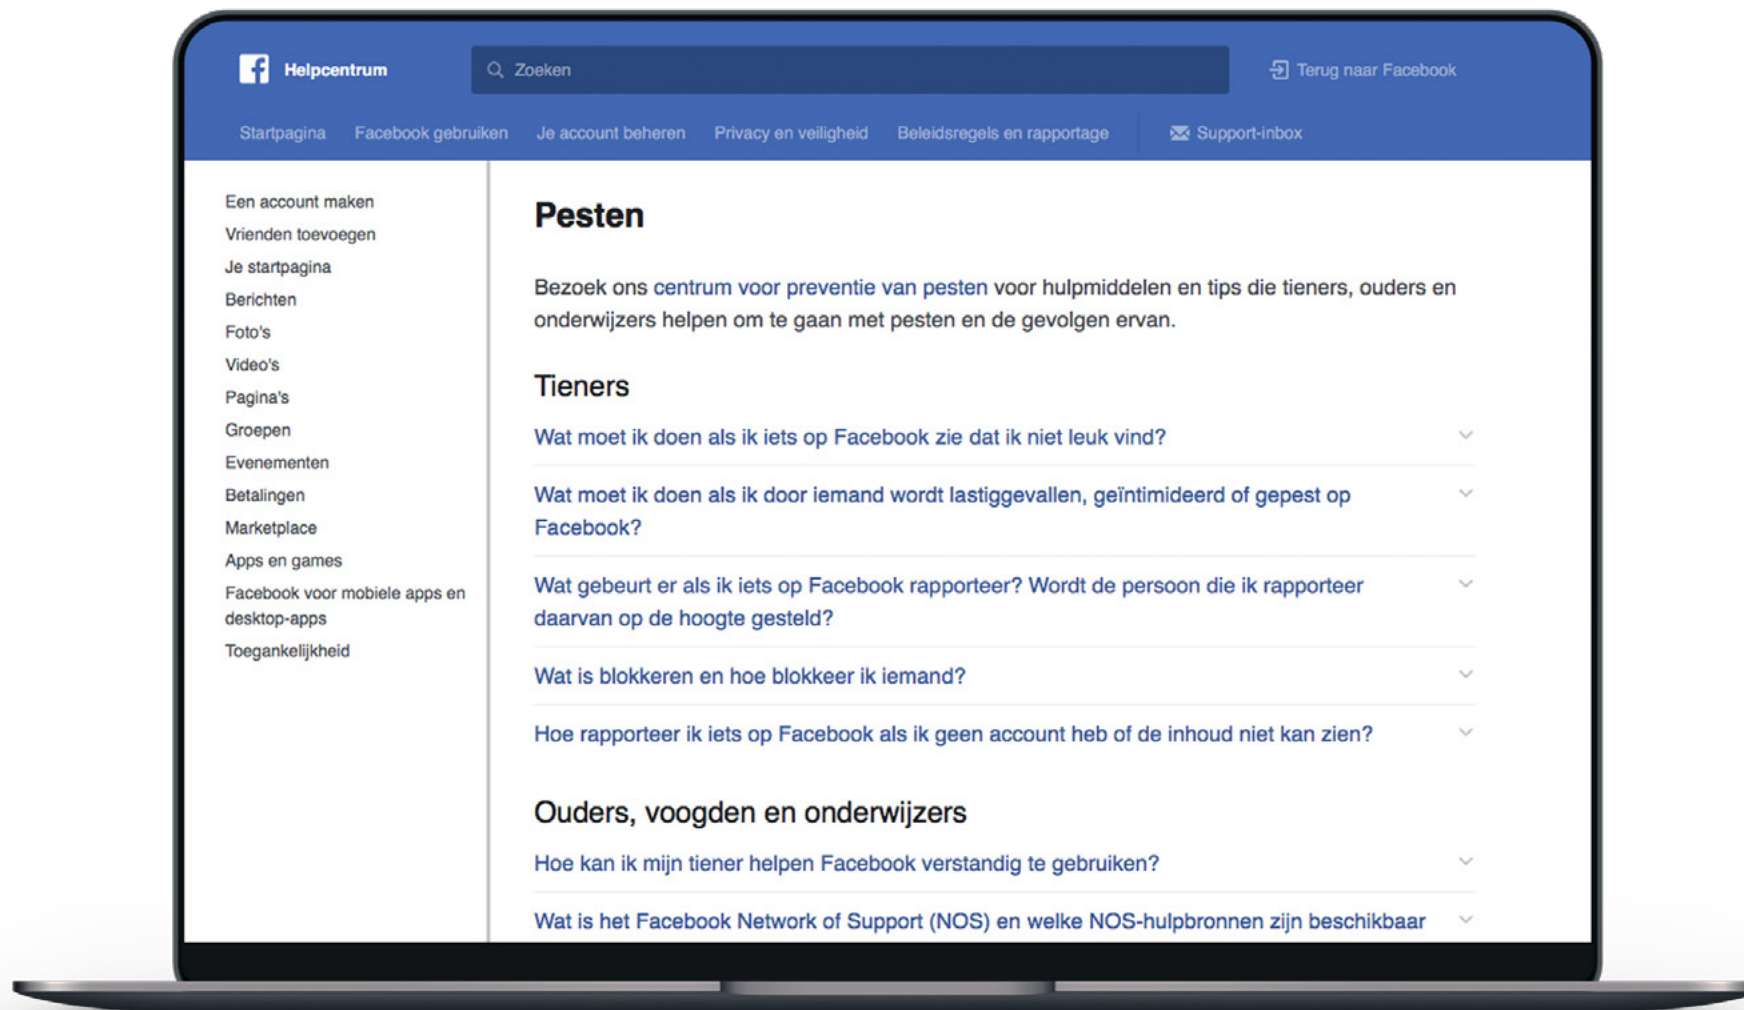 Helpcentrum
Zoeken
Terug naar Facebook
Startpagina Facebook gebruiken Je account beheren Privacy en veiligheid Beleidsregels en rapportage Support-inbox
Een account maken
Vrienden toevoegen
Je startpagina
Berichten
Foto's
Video's
Pagina's
Groepen
Evenementen
Betalingen
Marketplace
Apps en games
Facebook voor mobiele apps en
desktop-apps
Toegankelijkheid
Pesten
Bezoek ons centrum voor preventie van pesten voor hulpmiddelen en tips die tieners, ouders en
onderwijzers helpen om te gaan met pesten en de gevolgen ervan.
Tieners
Wat moet ik doen als ik iets op Facebook zie dat ik niet leuk vind?
Wat moet ik doen als ik door iemand wordt lastiggevallen, geïntimideerd of gepest op
Facebook?
Wat gebeurt er als ik iets op Facebook rapporteer? Wordt de persoon die ik rapporteer
daarvan op de hoogte gesteld?
Wat is blokkeren en hoe blokkeer ik iemand?
Hoe rapporteer ik iets op Facebook als ik geen account heb of de inhoud niet kan zien?
Ouders, voogden en onderwijzers
Hoe kan ik mijn tiener helpen Facebook verstandig te gebruiken?
Wat is het Facebook Network of Support (NOS) en welke NOS-hulpbronnen zijn beschikbaar